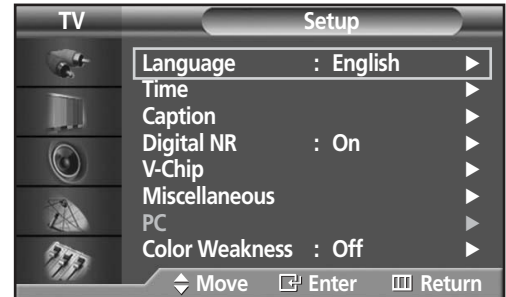 TV Setup
Language : English ▶
Time ▶
Caption ▶
Digital NR : On ▶
V-Chip ▶
Miscellaneous ▶
PC ▶
Color Weakness : Off ▶
Move Enter Return